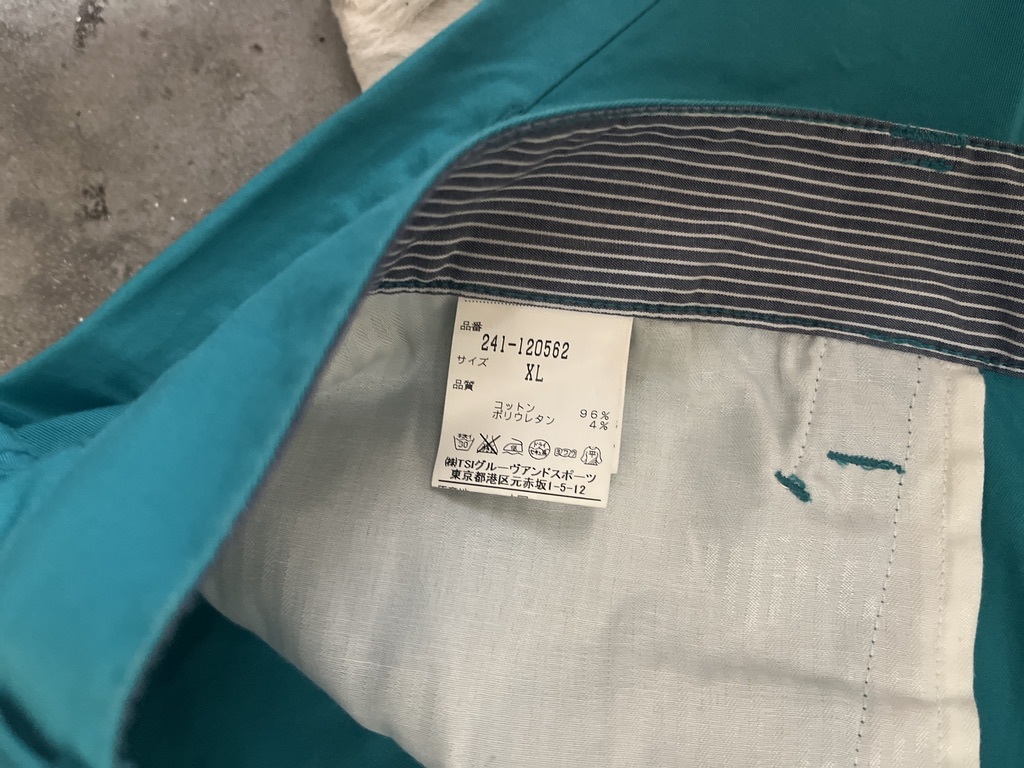 品番
241-120562
サイズ
XL
品質
コットン 96%
ポリウレタン 4%
㈱TSIグルーヴアンドスポーツ
東京都港区元赤坂1-5-12